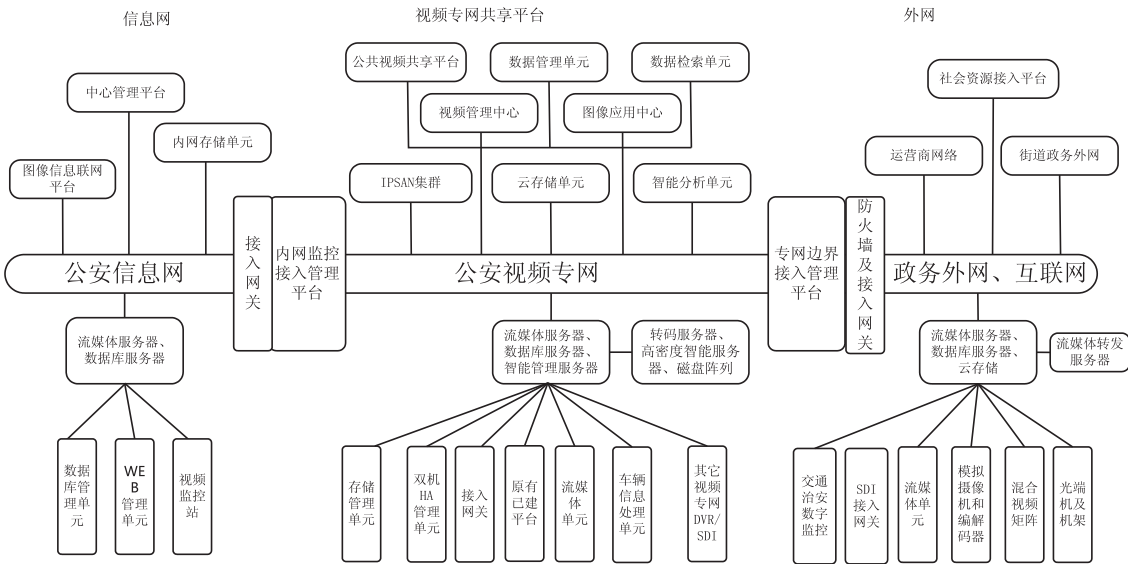 信息网
视频专网共享平台
外网
公共视频共享平台
数据管理单元
数据检索单元
社会资源接入平台
中心管理平台
视频管理中心
图像应用中心
内网存储单元
运营商网络
街道政务外网
图像信息联网
平台
IPSAN集群
云存储单元
智能分析单元
公安信息网
接
入
网
关
内网监控
接入管理
平台
公安视频专网
专网边界
接入管理
平台
防
火
墙
及
接
入
网
关
政务外网、互联网
流媒体服务器、
数据库服务器
流媒体服务器、
数据库服务器、
智能管理服务器
转码服务器、
高密度智能服务
器、磁盘阵列
流媒体服务器、
数据库服务器、
云存储
流媒体转发
服务器
数据
库管
理单
元
WE
B
管理
单元
视频
监控
站
存储
管理
单元
双机
HA
管理
单元
接入
网关
原有
已建
平台
流媒
体单
元
车辆
信息
处理
单元
其它
视频
专网
DVR/
SDI
交通
治安
数字
监控
SDI
接入
网关
流媒
体单
元
模拟
摄像
机和
编解
码器
混合
视频
矩阵
光端
机及
机架